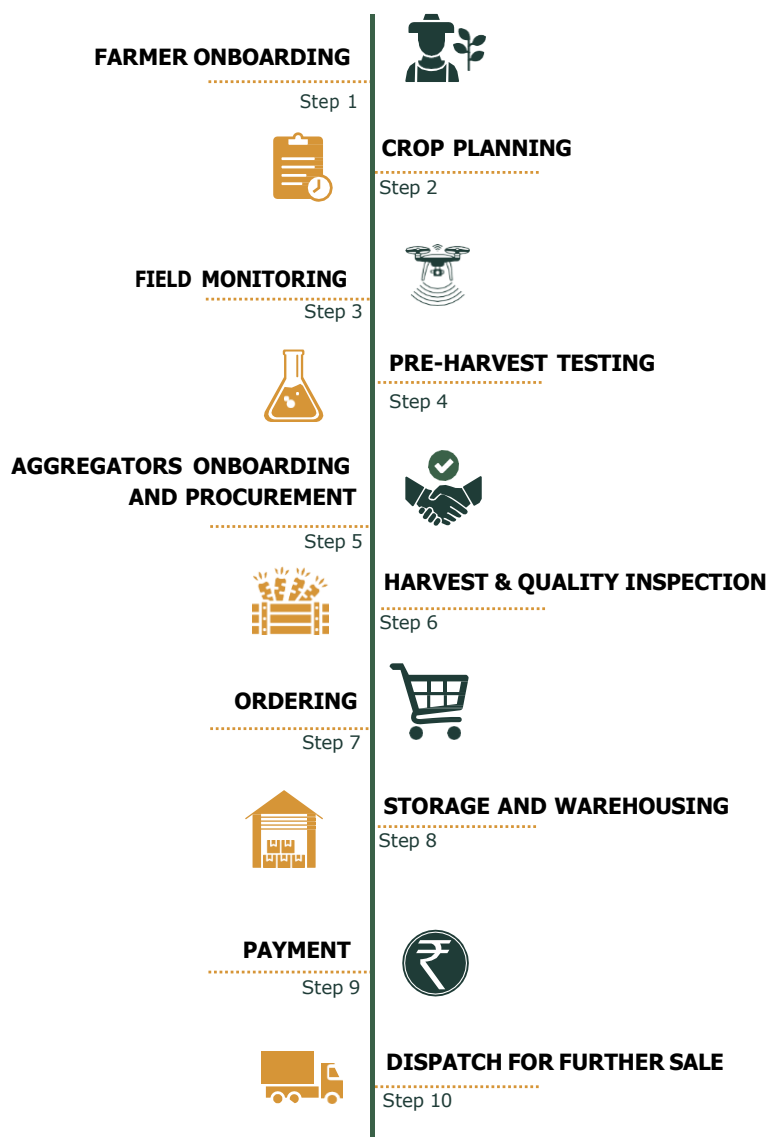 FARMER ONBOARDING
Step 1
CROP PLANNING
Step 2
FIELD MONITORING
Step 3
PRE-HARVEST TESTING
Step 4
AGGREGATORS ONBOARDING
AND PROCUREMENT
Step 5
HARVEST & QUALITY INSPECTION
Step 6
ORDERING
Step 7
STORAGE AND WAREHOUSING
Step 8
PAYMENT
₹
Step 9
DISPATCH FOR FURTHER SALE
Step 10